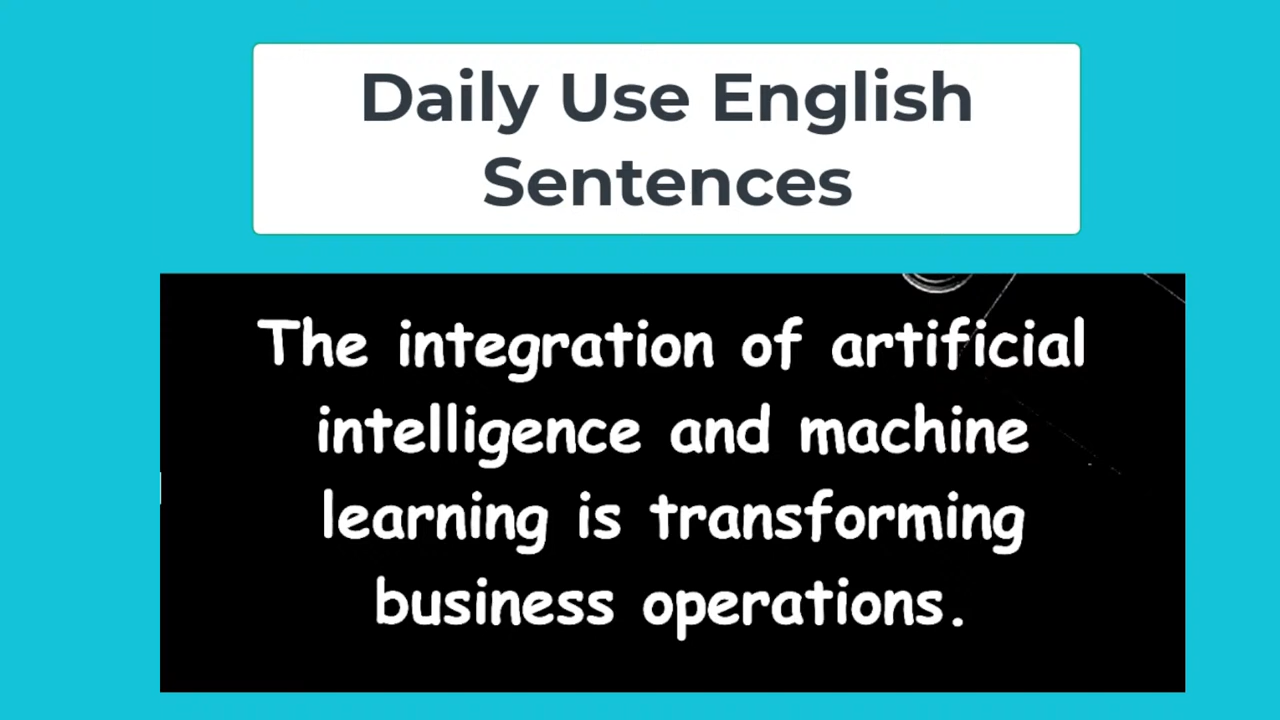 Daily Use English
Sentences
The integration of artificial
intelligence and machine
learning is transforming
business operations.